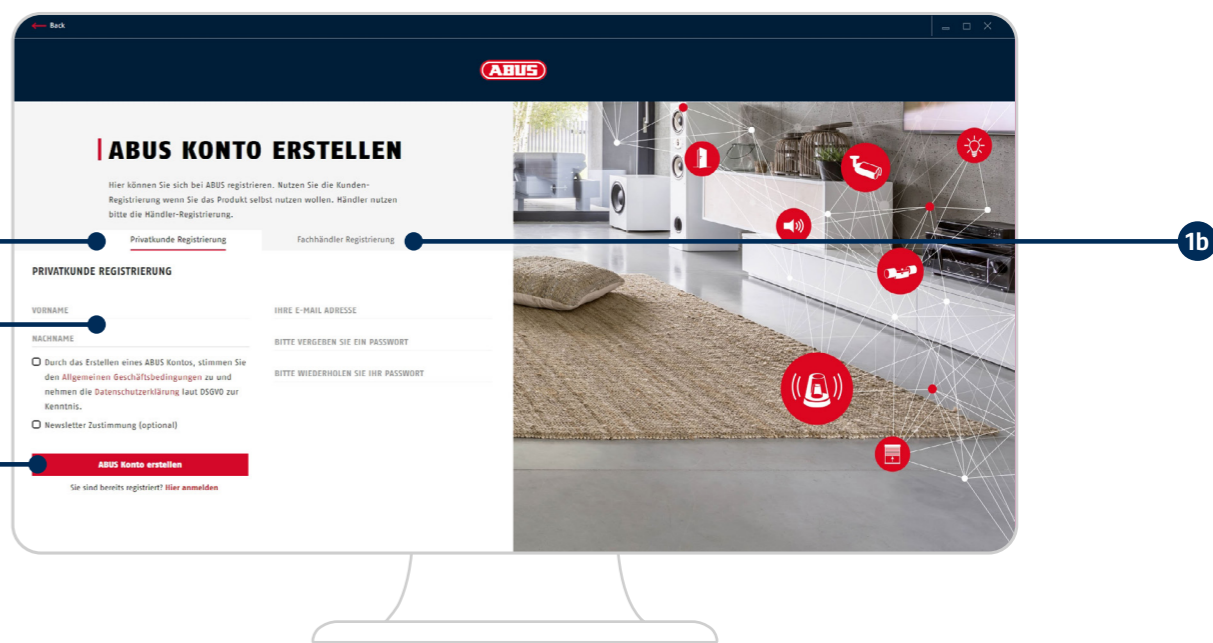 Back
ABUS
ABUS KONTO ERSTELLEN
Hier können Sie sich bei ABUS registrieren. Nutzen Sie die Kunden-
Registrierung wenn Sie das Produkt selbst nutzen wollen. Händler nutzen
bitte die Händler-Registrierung.
Privatkunde Registrierung
Fachhändler Registrierung
1b
PRIVATKUNDE REGISTRIERUNG
VORNAME
NACHNAME
Durch das Erstellen eines ABUS Kontos, stimmen Sie
den Allgemeinen Geschäftsbedingungen zu und
nehmen die Datenschutzerklärung laut DSGVO zur
Kenntnis.
Newsletter Zustimmung (optional)
IHRE E-MAIL ADRESSE
BITTE VERGEBEN SIE EIN PASSWORT
BITTE WIEDERHOLEN SIE IHR PASSWORT
ABUS Konto erstellen
Sie sind bereits registriert? Hier anmelden